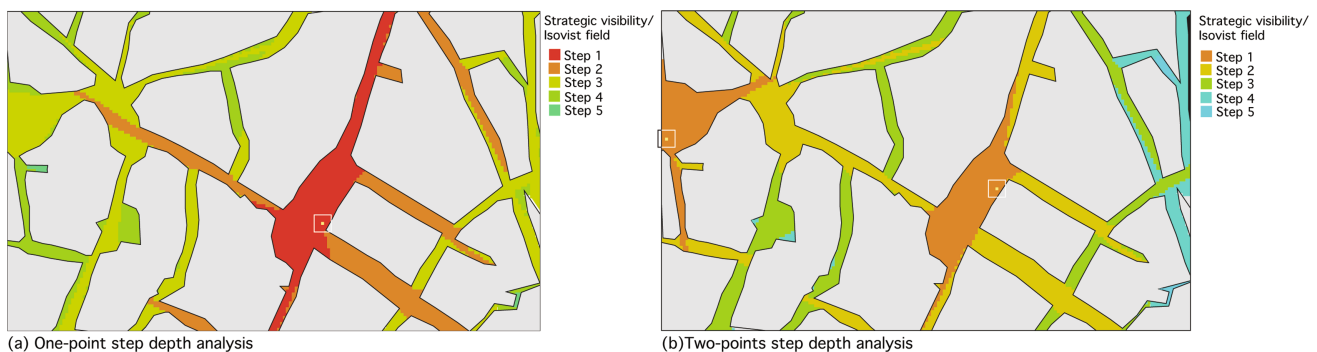 Strategic visibility/
Isovist field
Step 1
Step 2
Step 3
Step 4
Step 5
(a) One-point step depth analysis
Strategic visibility/
Isovist field
Step 1
Step 2
Step 3
Step 4
Step 5
(b)Two-points step depth analysis